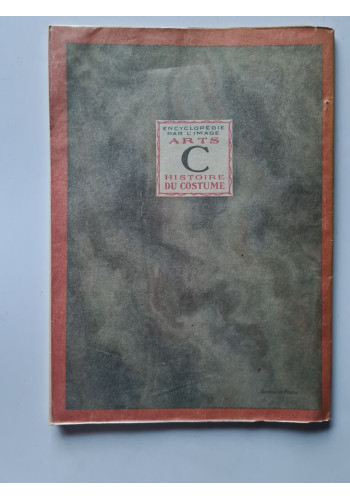 ENCYCLOPÉDIE
PAR L'IMAGE
ARTS
C
HISTOIRE
DU COSTUME